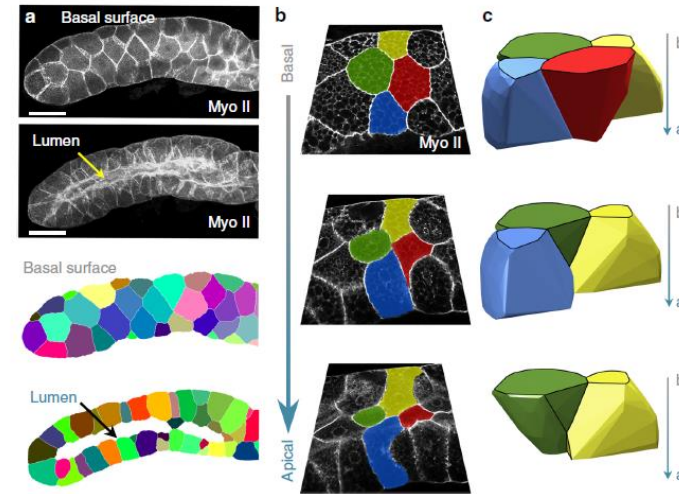 a
Basal surface
Myo II
Lumen
Myo II
Basal surface
Lumen
b
Basal
Myo II
Apical
c
b
a
b
a
b
a